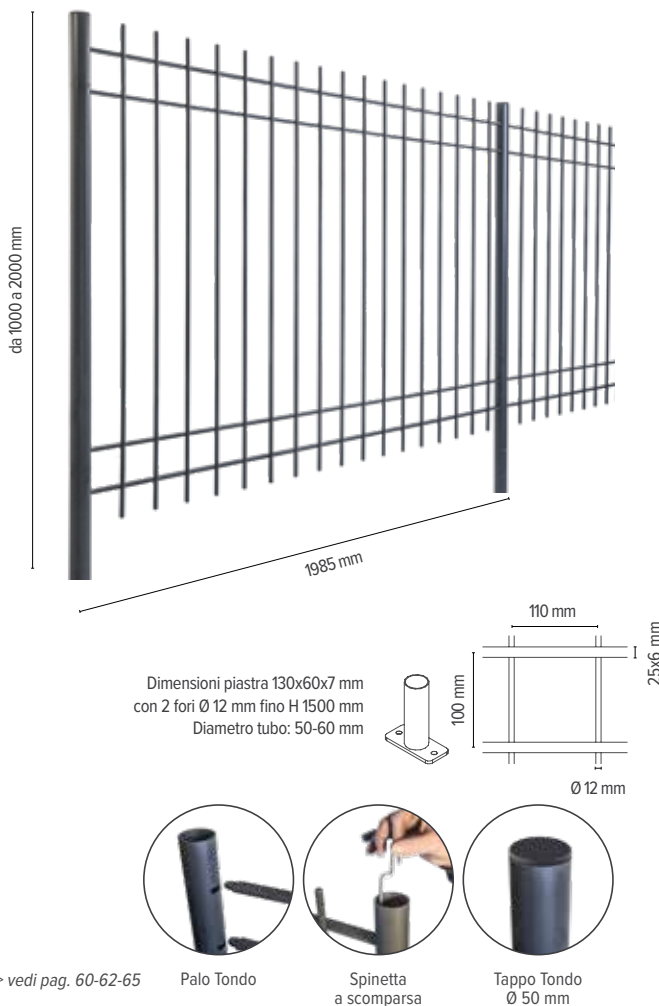 da 1000 a 2000 mm
1985 mm
110 mm
25x6 mm
100 mm
Ø 12 mm
Dimensioni piastra 130x60x7 mm
con 2 fori Ø 12 mm fino H 1500 mm
Diametro tubo: 50-60 mm
> vedi pag. 60-62-65
Palo Tondo
Spinetta
a scomparsa
Tappo Tondo
Ø 50 mm